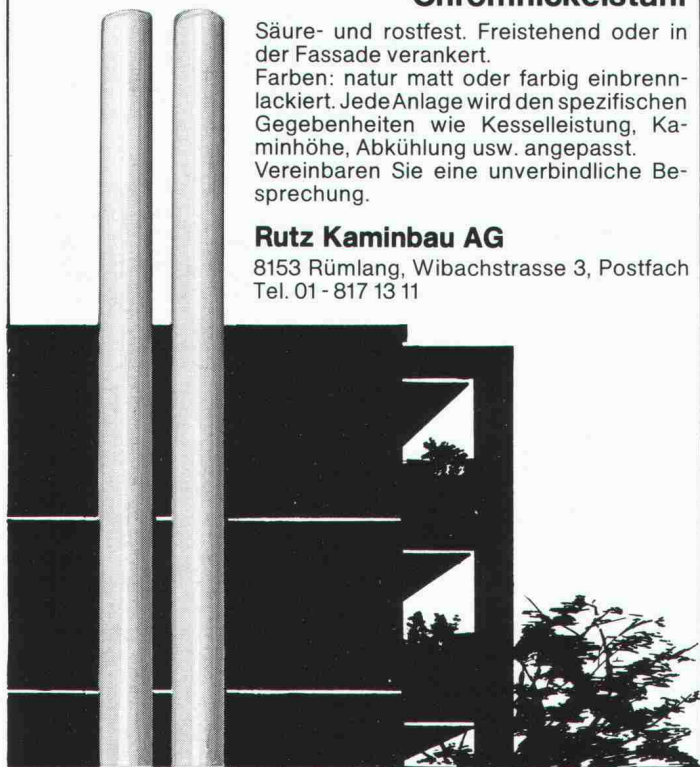 Chromnickelstahl
Säure- und rostfest. Freistehend oder in
der Fassade verankert.
Farben: natur matt oder farbig einbrenn-
lackiert. Jede Anlage wird den spezifischen
Gegebenheiten wie Kesselleistung, Ka-
minhöhe, Abkühlung usw. angepasst.
Vereinbaren Sie eine unverbindliche Be-
sprechung.
Rutz Kaminbau AG
8153 Rümlang, Wibachstrasse 3, Postfach
Tel. 01 - 817 13 11